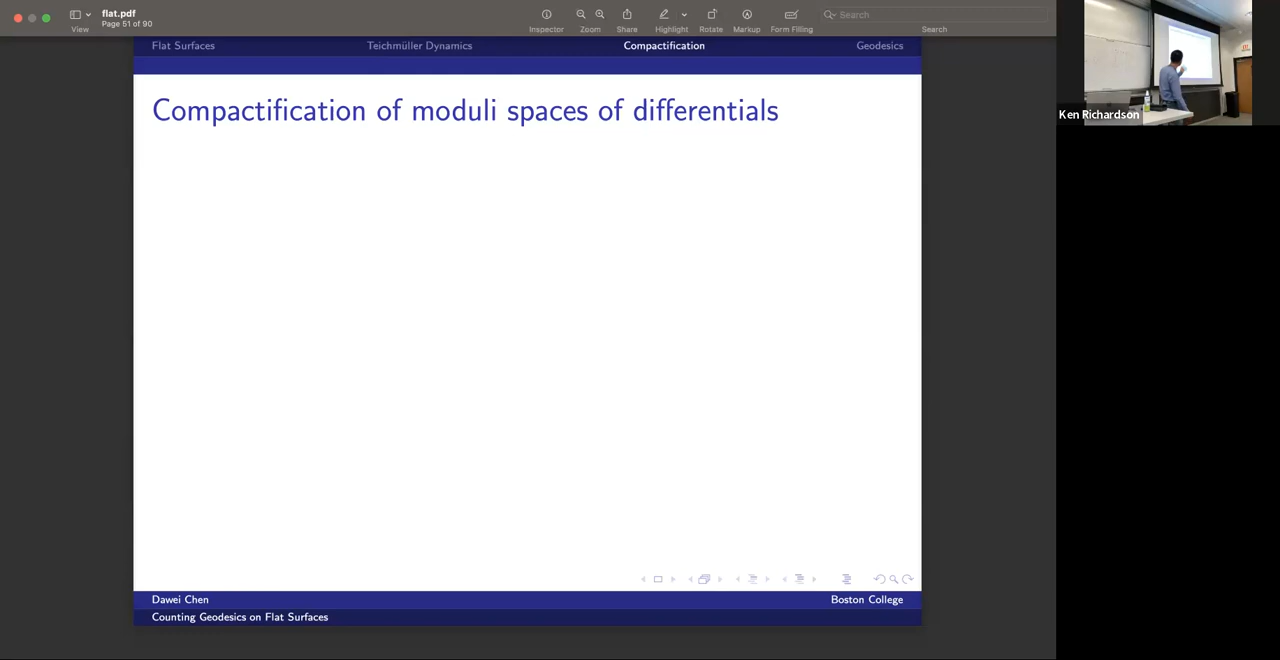 flat.pdf
Page 51 of 90
View
Inspector
Zoom
Share
Highlight
Rotate
Markup
Form Filling
Search
Search
Flat Surfaces
Teichmüller Dynamics
Compactification
Geodesics
Compactification of moduli spaces of differentials
Dawei Chen
Boston College
Counting Geodesics on Flat Surfaces
Ken Richardson